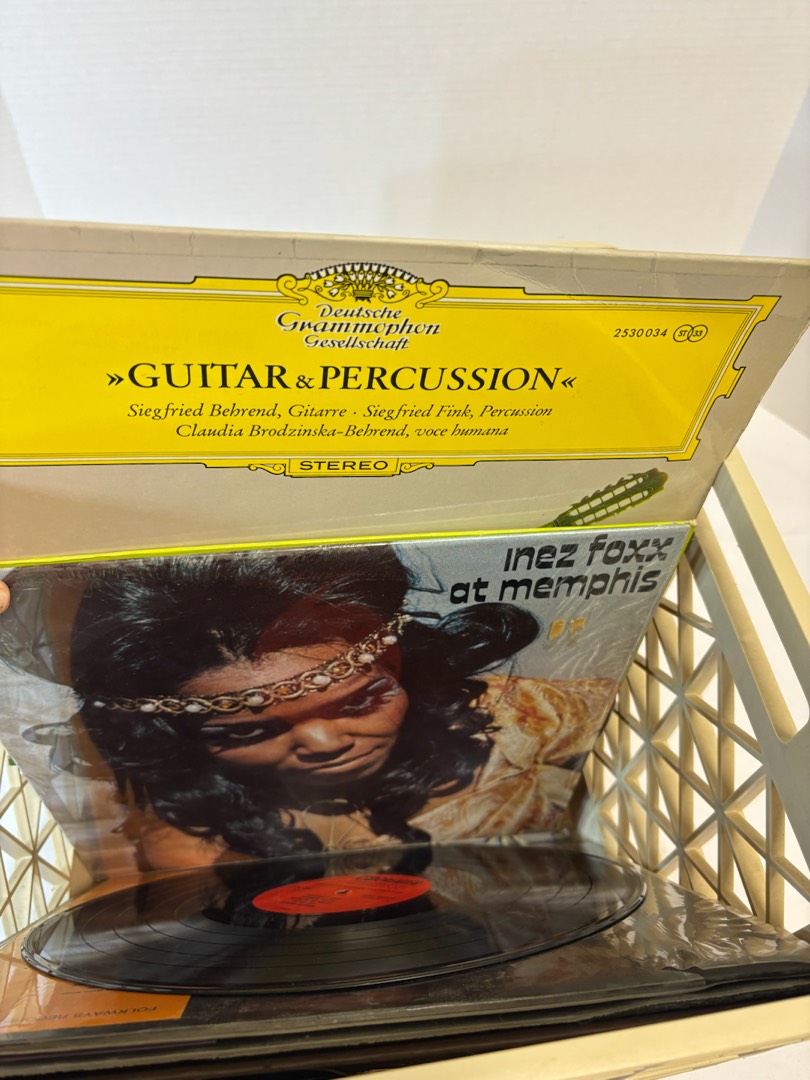 Deutsche
Grammophon
Gesellschaft
2530034 ST 33
»GUITAR & PERCUSSION«
Siegfried Behrend, Gitarre · Siegfried Fink, Percussion
Claudia Brodzinska-Behrend, voce humana
STEREO
inez foxx
at memphis
FOLKWAYS